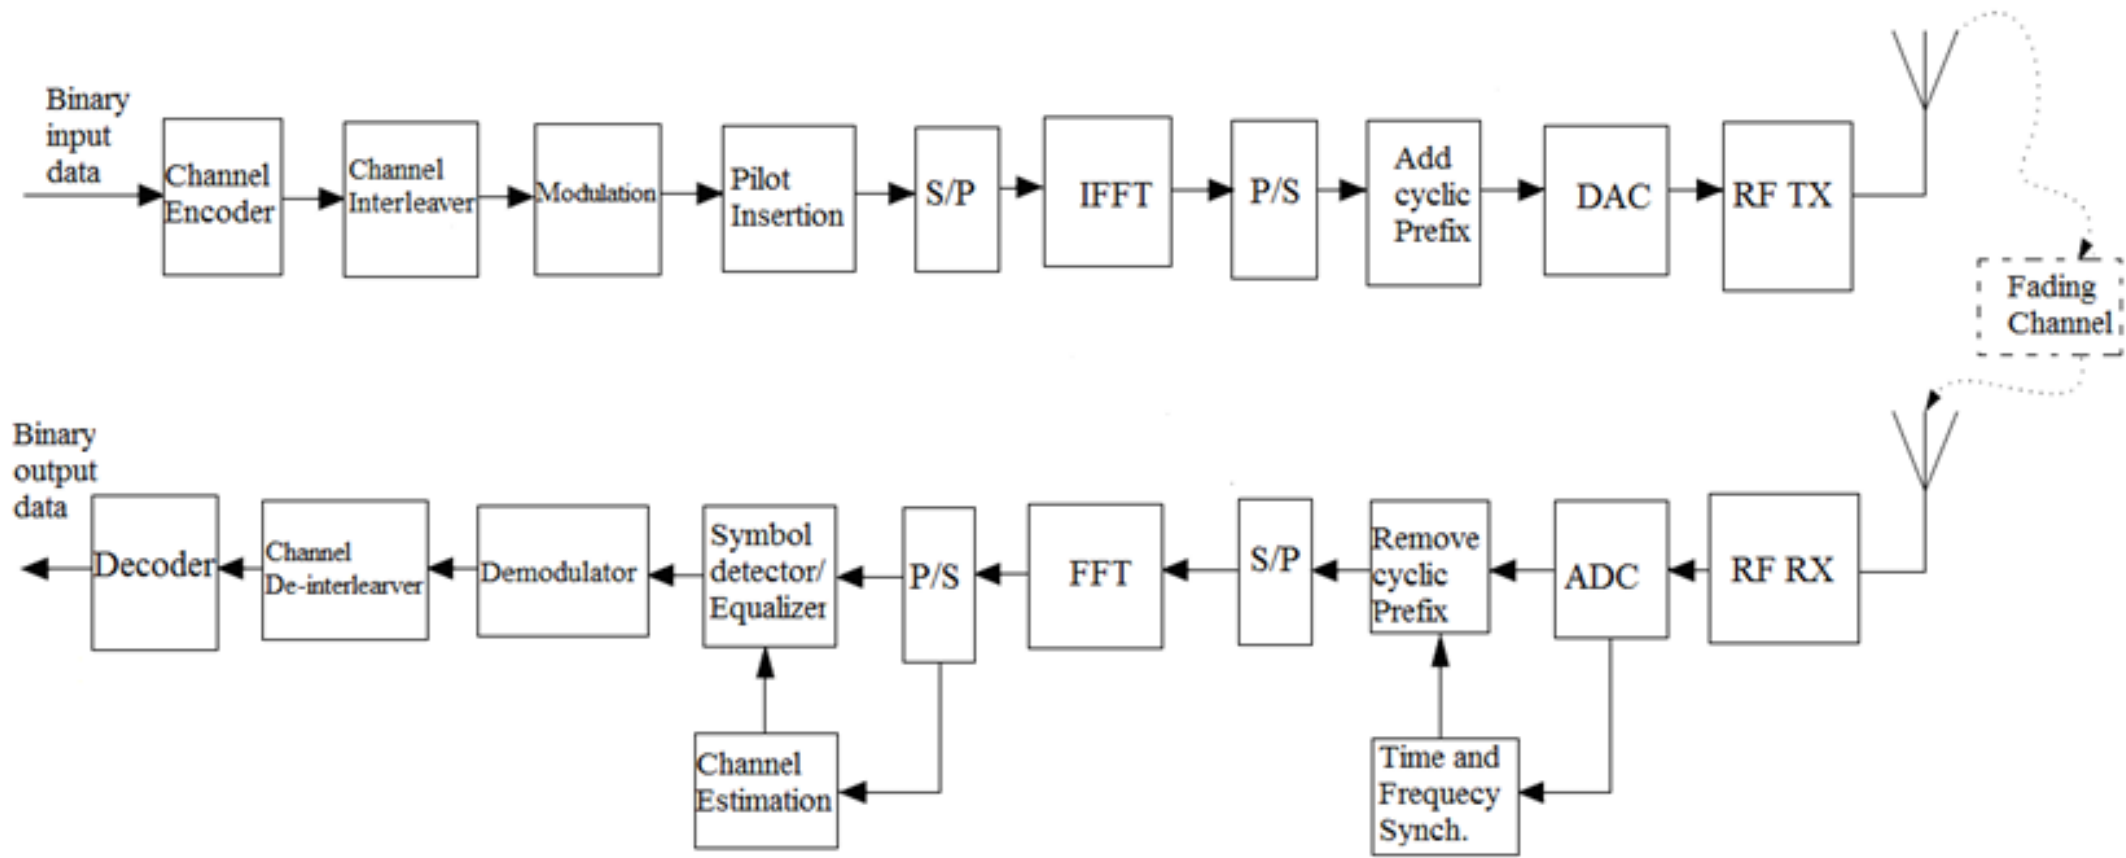 Binary
input
data
Channel
Encoder
Channel
Interleaver
Modulation
Pilot
Insertion
S/P
IFFT
P/S
Add
cyclic
Prefix
DAC
RF TX
Fading
Channel
Binary
output
data
Decoder
Channel
De-interlearver
Demodulator
Symbol
detector/
Equalizer
P/S
FFT
S/P
Remove
cyclic
Prefix
ADC
RF RX
Channel
Estimation
Time and
Frequecy
Synch.